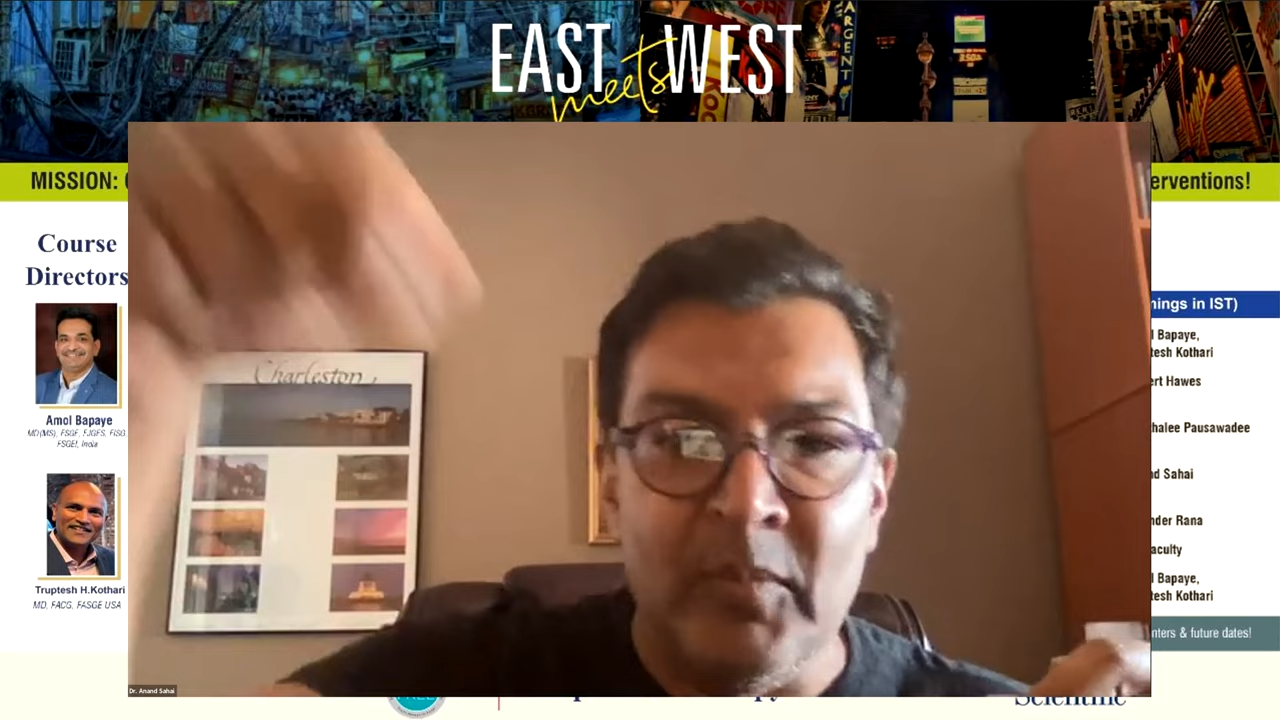 EAST meets WEST
MISSION:
erventions!
Course
Directors
Amol Bapaye
MD(MS), FSGE, FJGES, FISG,
FSGEI, India
Truptesh H.Kothari
MD, FACG, FASGE USA
Charleston
nings in IST)
l Bapaye,
tesh Kothari
ert Hawes
thalee Pausawadee
nd Sahai
nder Rana
aculty
l Bapaye,
tesh Kothari
nters & future dates!
Dr. Anand Sahai
Scientific